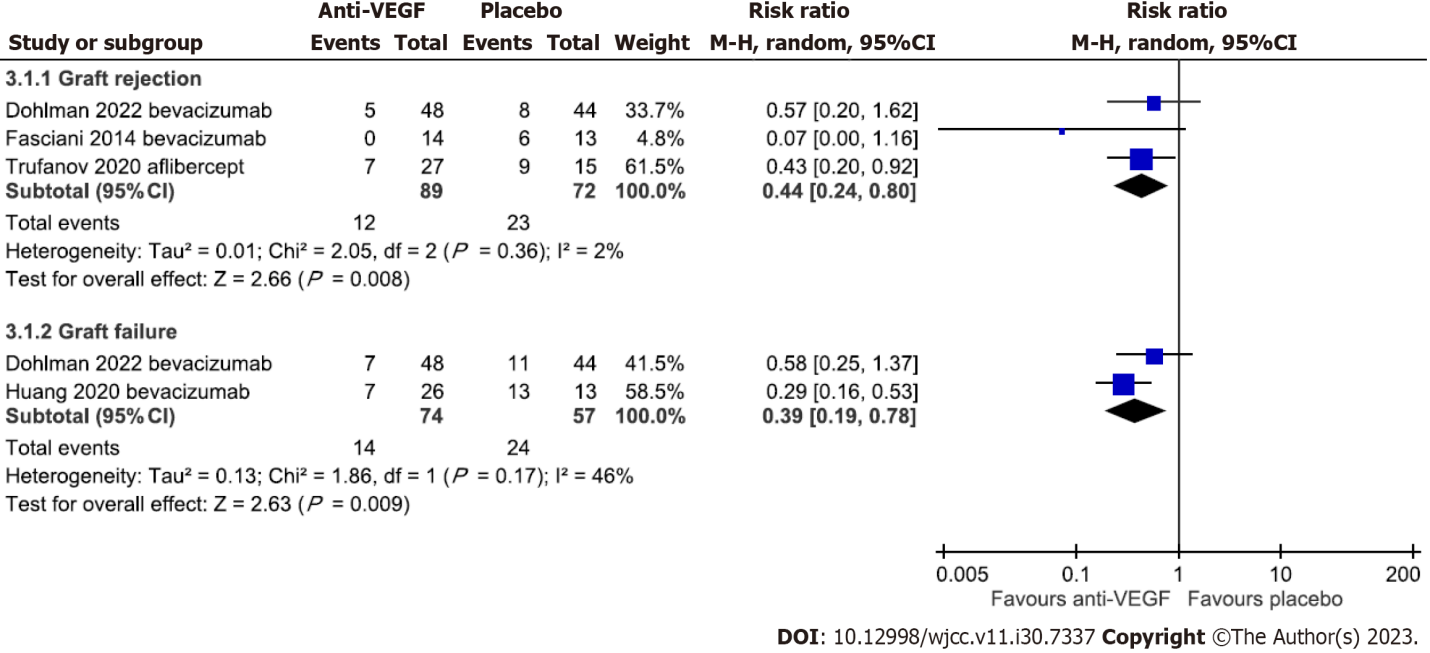 Anti-VEGF Placebo Risk ratio Risk ratio
Study or subgroup Events Total Events Total Weight M-H, random, 95%CI M-H, random, 95%CI
3.1.1 Graft rejection
Dohlman 2022 bevacizumab 5 48 8 44 33.7% 0.57 [0.20, 1.62]
Fasciani 2014 bevacizumab 0 14 6 13 4.8% 0.07 [0.00, 1.16]
Trufanov 2020 aflibercept 7 27 9 15 61.5% 0.43 [0.20, 0.92]
Subtotal (95%CI) 89 72 100.0% 0.44 [0.24, 0.80]
Total events 12 23
Heterogeneity: Tau² = 0.01; Chi² = 2.05, df = 2 (P = 0.36); I² = 2%
Test for overall effect: Z = 2.66 (P = 0.008)
3.1.2 Graft failure
Dohlman 2022 bevacizumab 7 48 11 44 41.5% 0.58 [0.25, 1.37]
Huang 2020 bevacizumab 7 26 13 13 58.5% 0.29 [0.16, 0.53]
Subtotal (95%CI) 74 57 100.0% 0.39 [0.19, 0.78]
Total events 14 24
Heterogeneity: Tau² = 0.13; Chi² = 1.86, df = 1 (P = 0.17); I² = 46%
Test for overall effect: Z = 2.63 (P = 0.009)
0.005 0.1 1 10 200
Favours anti-VEGF Favours placebo
DOI: 10.12998/wjcc.v11.i30.7337 Copyright ©The Author(s) 2023.